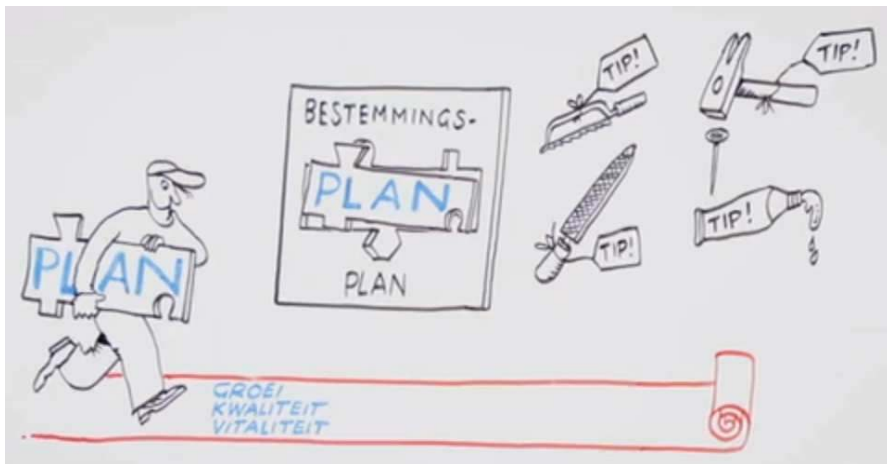 BESTEMMINGS-
PLAN
PLAN
PLAN
TIP!
TIP!
TIP!
TIP!
GROEI
KWALITEIT
VITALITEIT